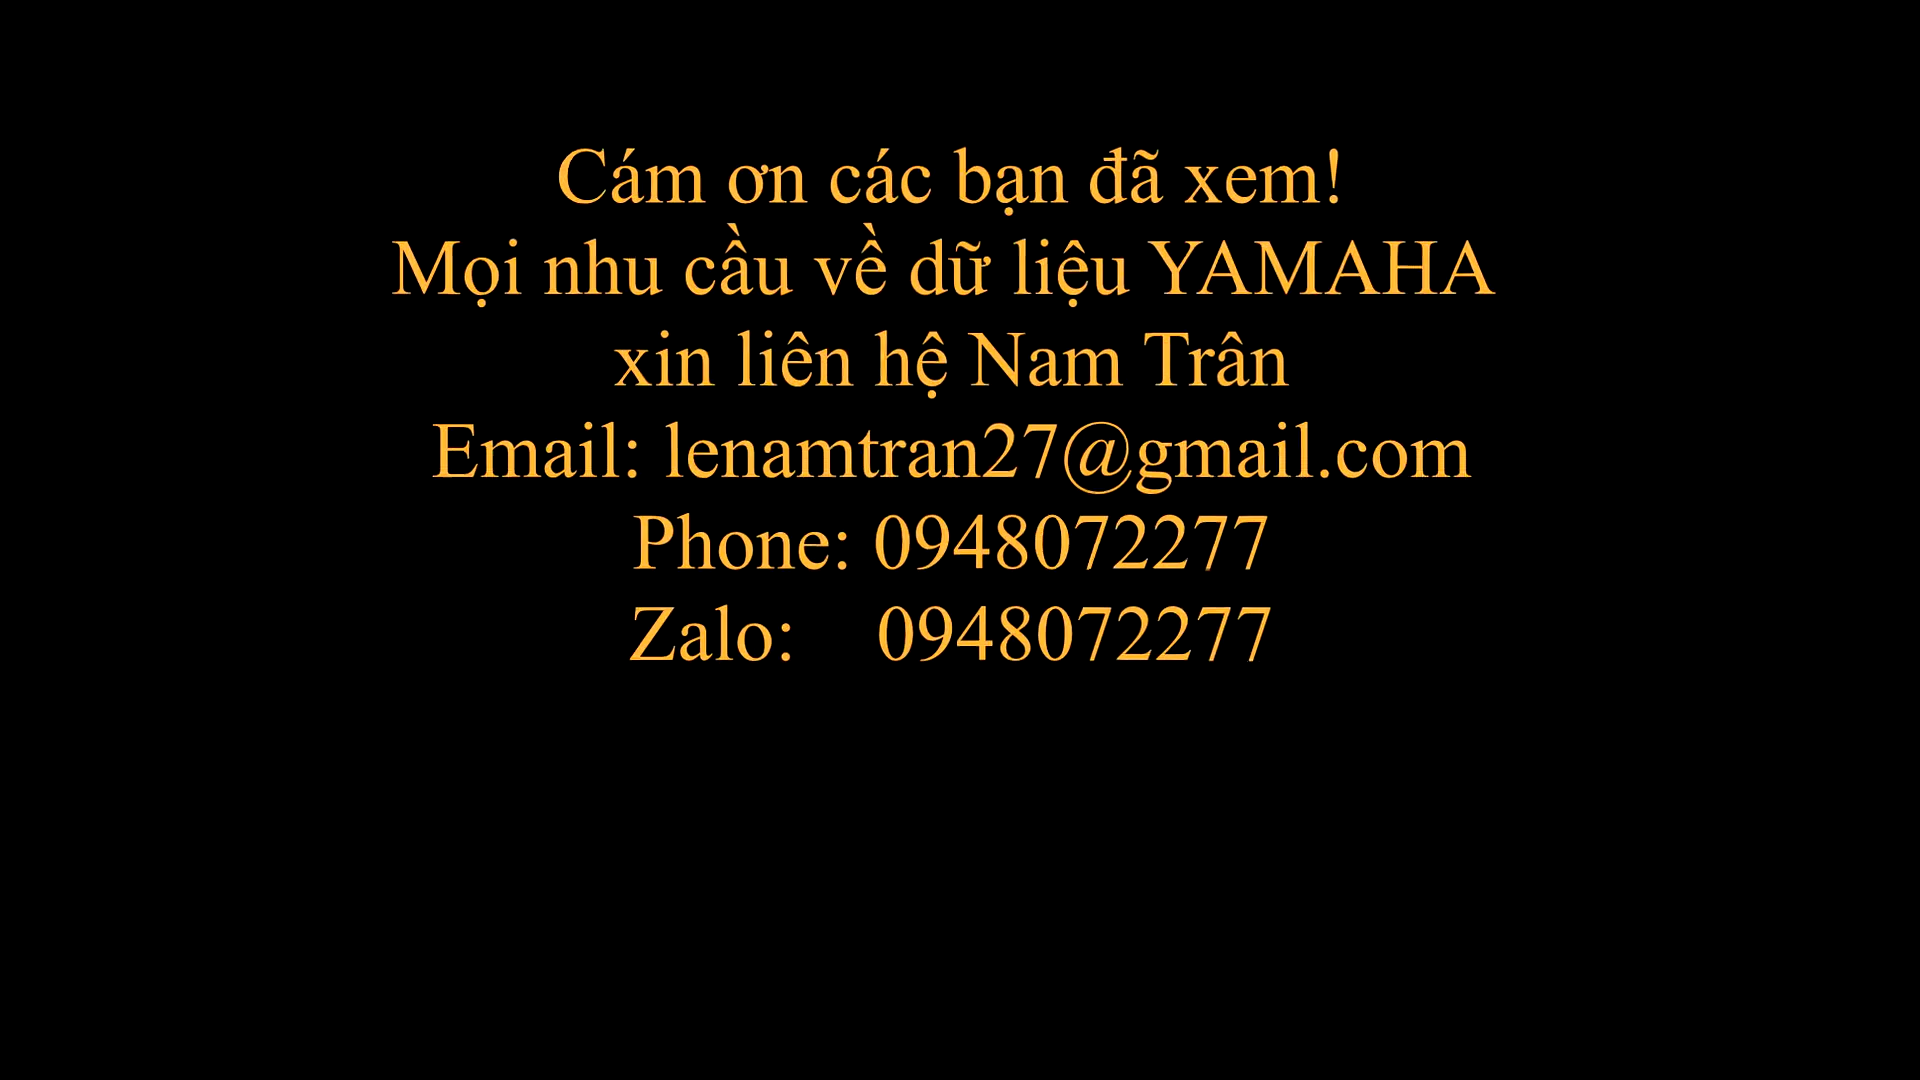 Cám ơn các bạn đã xem!
Mọi nhu cầu về dữ liệu YAMAHA
xin liên hệ Nam Trân
Email: lenamtran27@gmail.com
Phone: 0948072277
Zalo: 0948072277